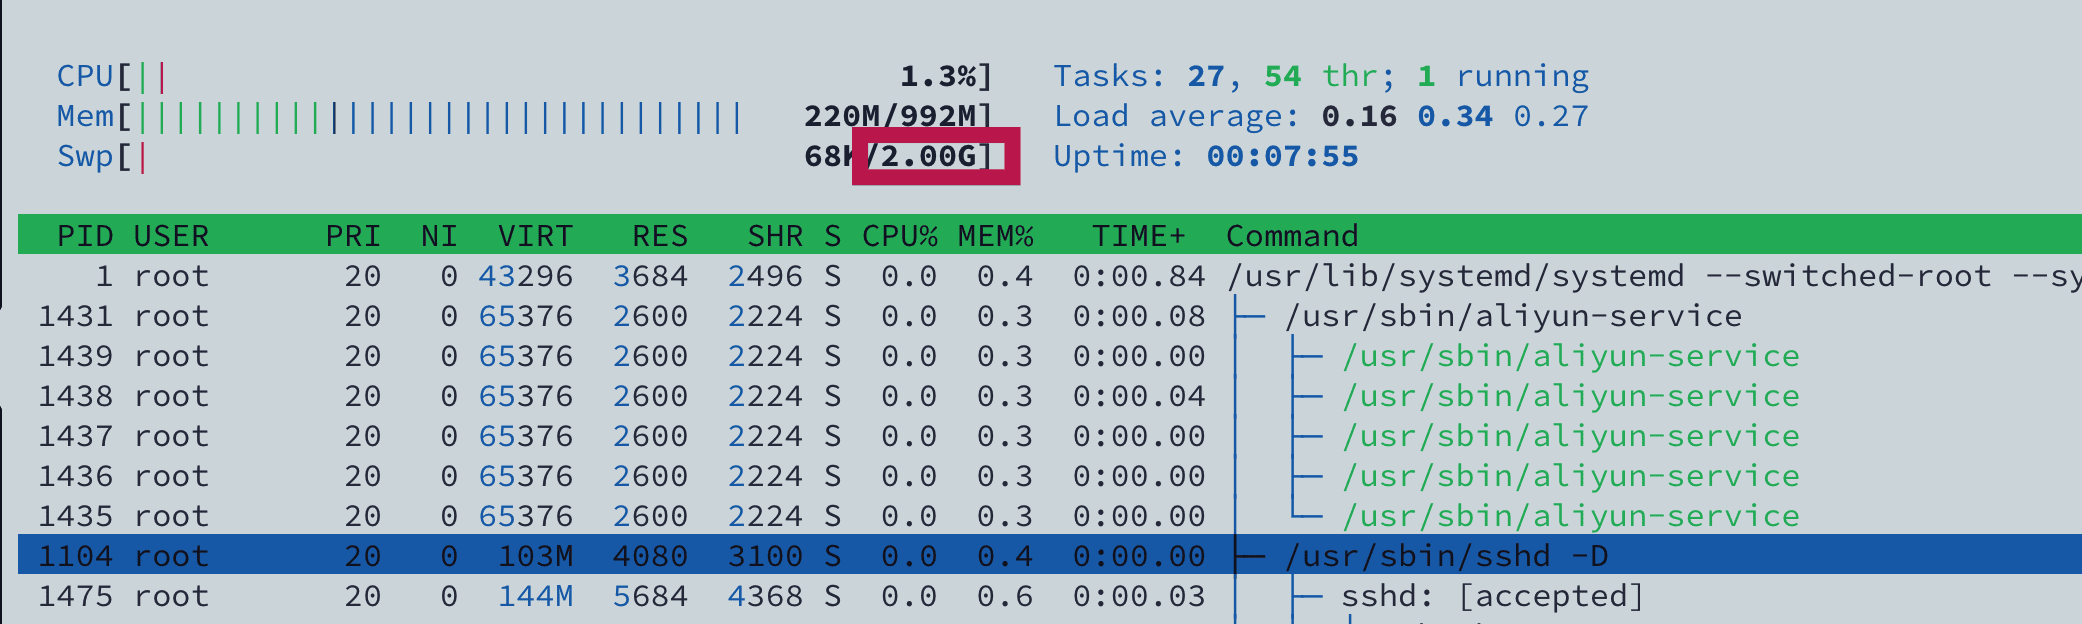 CPU[|| 1.3%] Tasks: 27, 54 thr; 1 running
Mem[|||||||||||||||||||||||||||||||| 220M/992M] Load average: 0.16 0.34 0.27
Swp[| 68K/2.00G] Uptime: 00:07:55
PID USER PRI NI VIRT RES SHR S CPU% MEM% TIME+ Command
1 root 20 0 43296 3684 2496 S 0.0 0.4 0:00.84 /usr/lib/systemd/systemd --switched-root --sy
1431 root 20 0 65376 2600 2224 S 0.0 0.3 0:00.08 ├─ /usr/sbin/aliyun-service
1439 root 20 0 65376 2600 2224 S 0.0 0.3 0:00.00 │ ├─ /usr/sbin/aliyun-service
1438 root 20 0 65376 2600 2224 S 0.0 0.3 0:00.04 │ ├─ /usr/sbin/aliyun-service
1437 root 20 0 65376 2600 2224 S 0.0 0.3 0:00.00 │ ├─ /usr/sbin/aliyun-service
1436 root 20 0 65376 2600 2224 S 0.0 0.3 0:00.00 │ ├─ /usr/sbin/aliyun-service
1435 root 20 0 65376 2600 2224 S 0.0 0.3 0:00.00 │ └─ /usr/sbin/aliyun-service
1104 root 20 0 103M 4080 3100 S 0.0 0.4 0:00.00 ├─ /usr/sbin/sshd -D
1475 root 20 0 144M 5684 4368 S 0.0 0.6 0:00.03 │ ├─ sshd: [accepted]